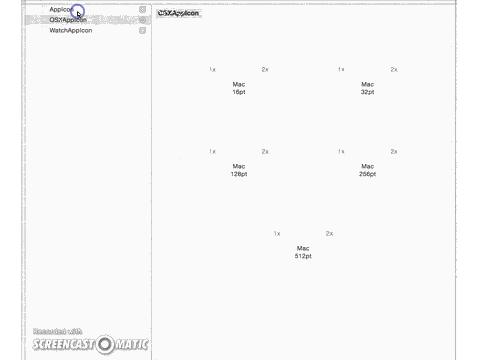 AppIcon
OSXAppIcon
WatchAppIcon
OSXAppIcon
1x 2x 1x 2x
Mac Mac
16pt 32pt
1x 2x 1x 2x
Mac Mac
128pt 256pt
1x 2x
Mac
512pt
Recorded with
SCREENCAST-O-MATIC